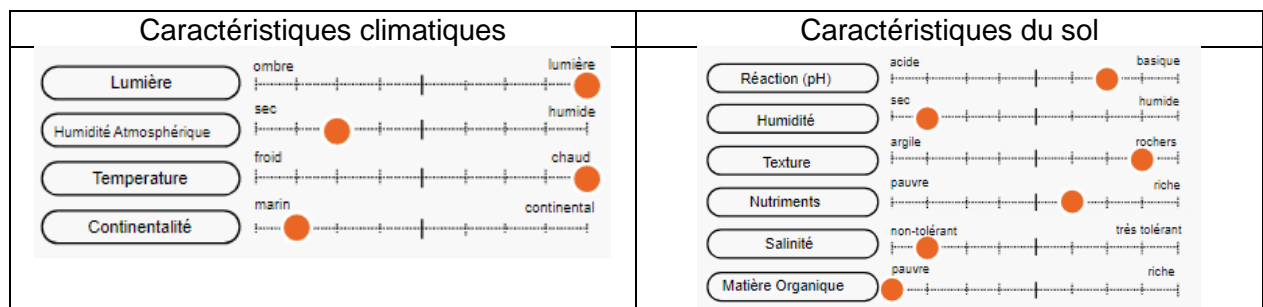 Caractéristiques climatiques
Caractéristiques du sol
Lumière
ombre
lumière
Humidité Atmosphérique
sec
humide
Temperature
froid
chaud
Continentalité
marin
continental
Réaction (pH)
acide
basique
Humidité
sec
humide
Texture
argile
rochers
Nutriments
pauvre
riche
Salinité
non-tolérant
très tolérant
Matière Organique
pauvre
riche